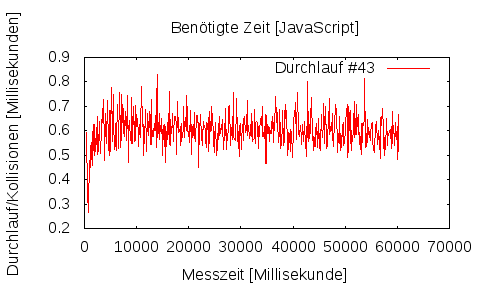 Benötigte Zeit [JavaScript]
Durchlauf/Kollisionen [Millisekunden]
Durchlauf #43
0.9
0.8
0.7
0.6
0.5
0.4
0.3
0.2
0 10000 20000 30000 40000 50000 60000 70000
Messzeit [Millisekunde]